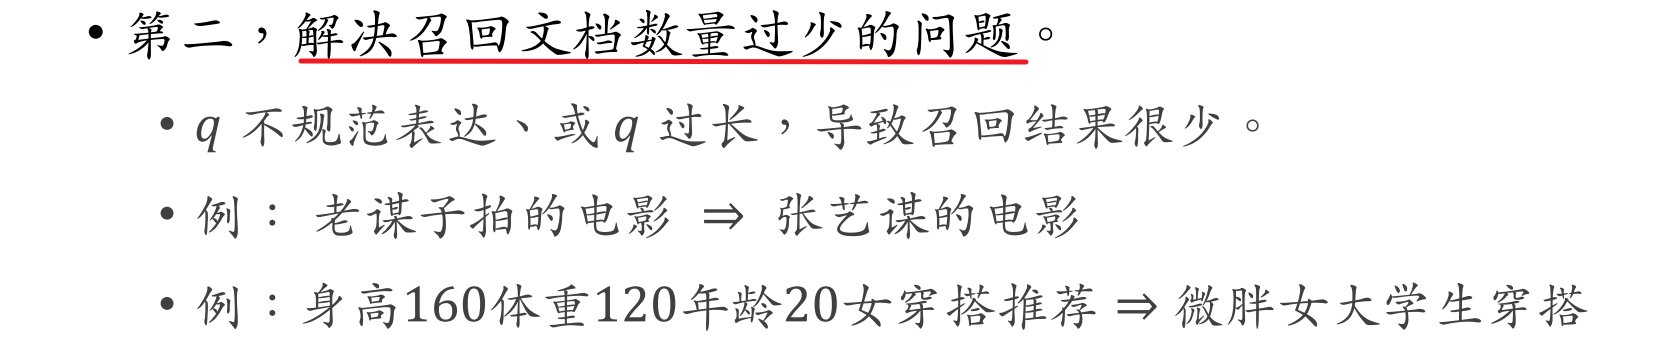 • 第二，解决召回文档数量过少的问题。
• q 不规范表达、或 q 过长，导致召回结果很少。
• 例： 老谋子拍的电影 ⇒ 张艺谋的电影
• 例：身高160体重120年龄20女穿搭推荐 ⇒ 微胖女大学生穿搭